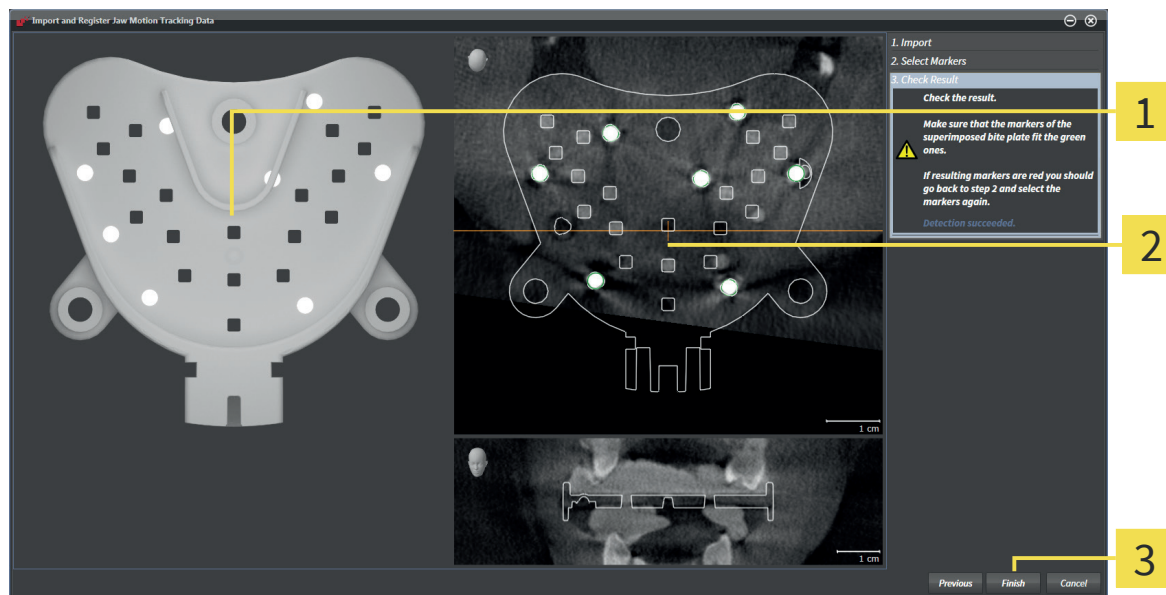 Import and Register Jaw Motion Tracking Data
1. Import
2. Select Markers
3. Check Result
Check the result.
Make sure that the markers of the
superimposed bite plate fit the green
ones.
If resulting markers are red you should
go back to step 2 and select the
markers again.
Detection succeeded.
1
2
1 cm
1 cm
3
Previous
Finish
Cancel